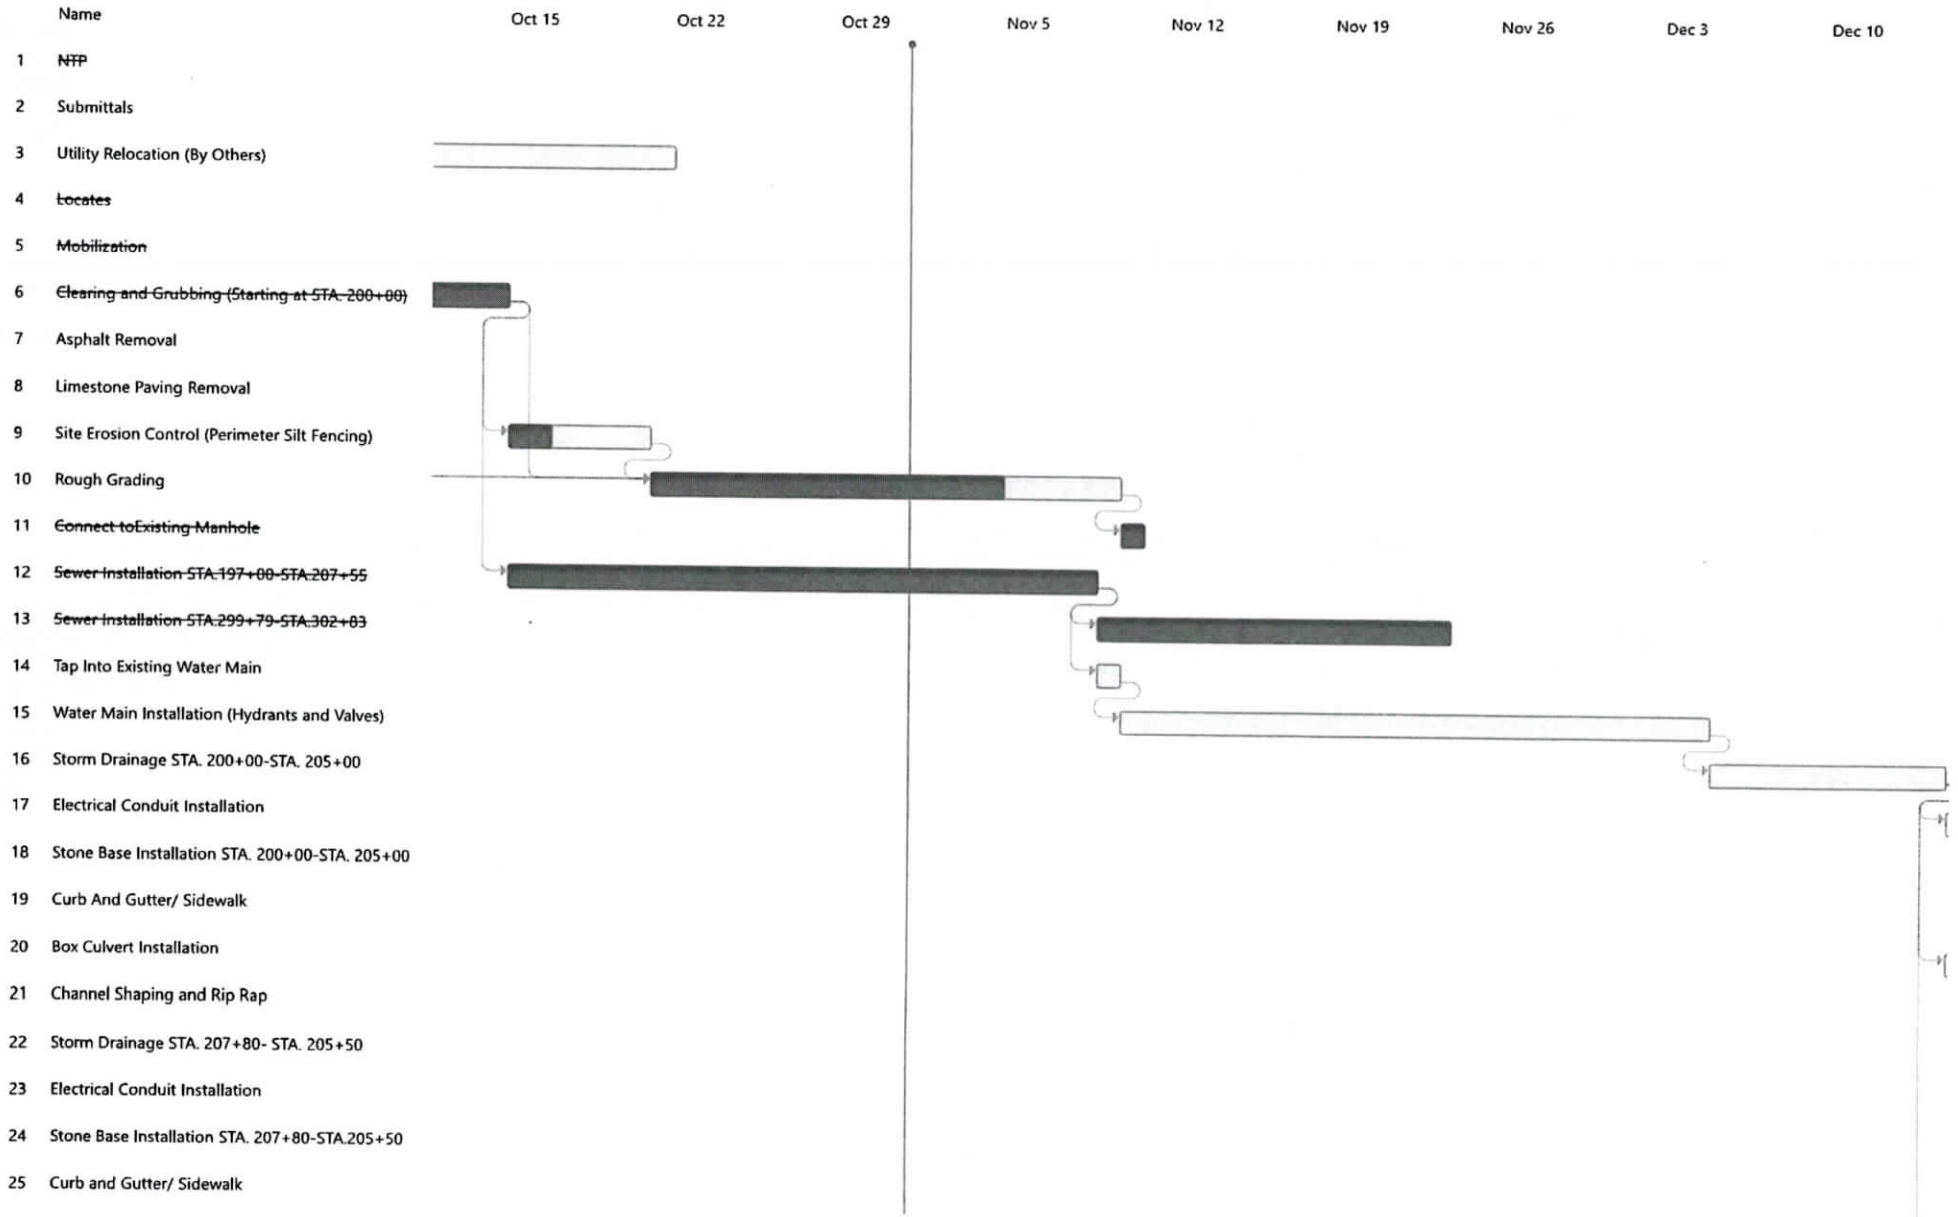 Name Oct 15 Oct 22 Oct 29 Nov 5 Nov 12 Nov 19 Nov 26 Dec 3 Dec 10
1 NTP
2 Submittals
3 Utility Relocation (By Others)
4 Locates
5 Mobilization
6 Clearing and Grubbing (Starting at STA. 200+00)
7 Asphalt Removal
8 Limestone Paving Removal
9 Site Erosion Control (Perimeter Silt Fencing)
10 Rough Grading
11 Connect toExisting Manhole
12 Sewer Installation STA.197+00-STA.207+55
13 Sewer Installation STA.299+79-STA.302+83
14 Tap Into Existing Water Main
15 Water Main Installation (Hydrants and Valves)
16 Storm Drainage STA. 200+00-STA. 205+00
17 Electrical Conduit Installation
18 Stone Base Installation STA. 200+00-STA. 205+00
19 Curb And Gutter/ Sidewalk
20 Box Culvert Installation
21 Channel Shaping and Rip Rap
22 Storm Drainage STA. 207+80- STA. 205+50
23 Electrical Conduit Installation
24 Stone Base Installation STA. 207+80-STA.205+50
25 Curb and Gutter/ Sidewalk